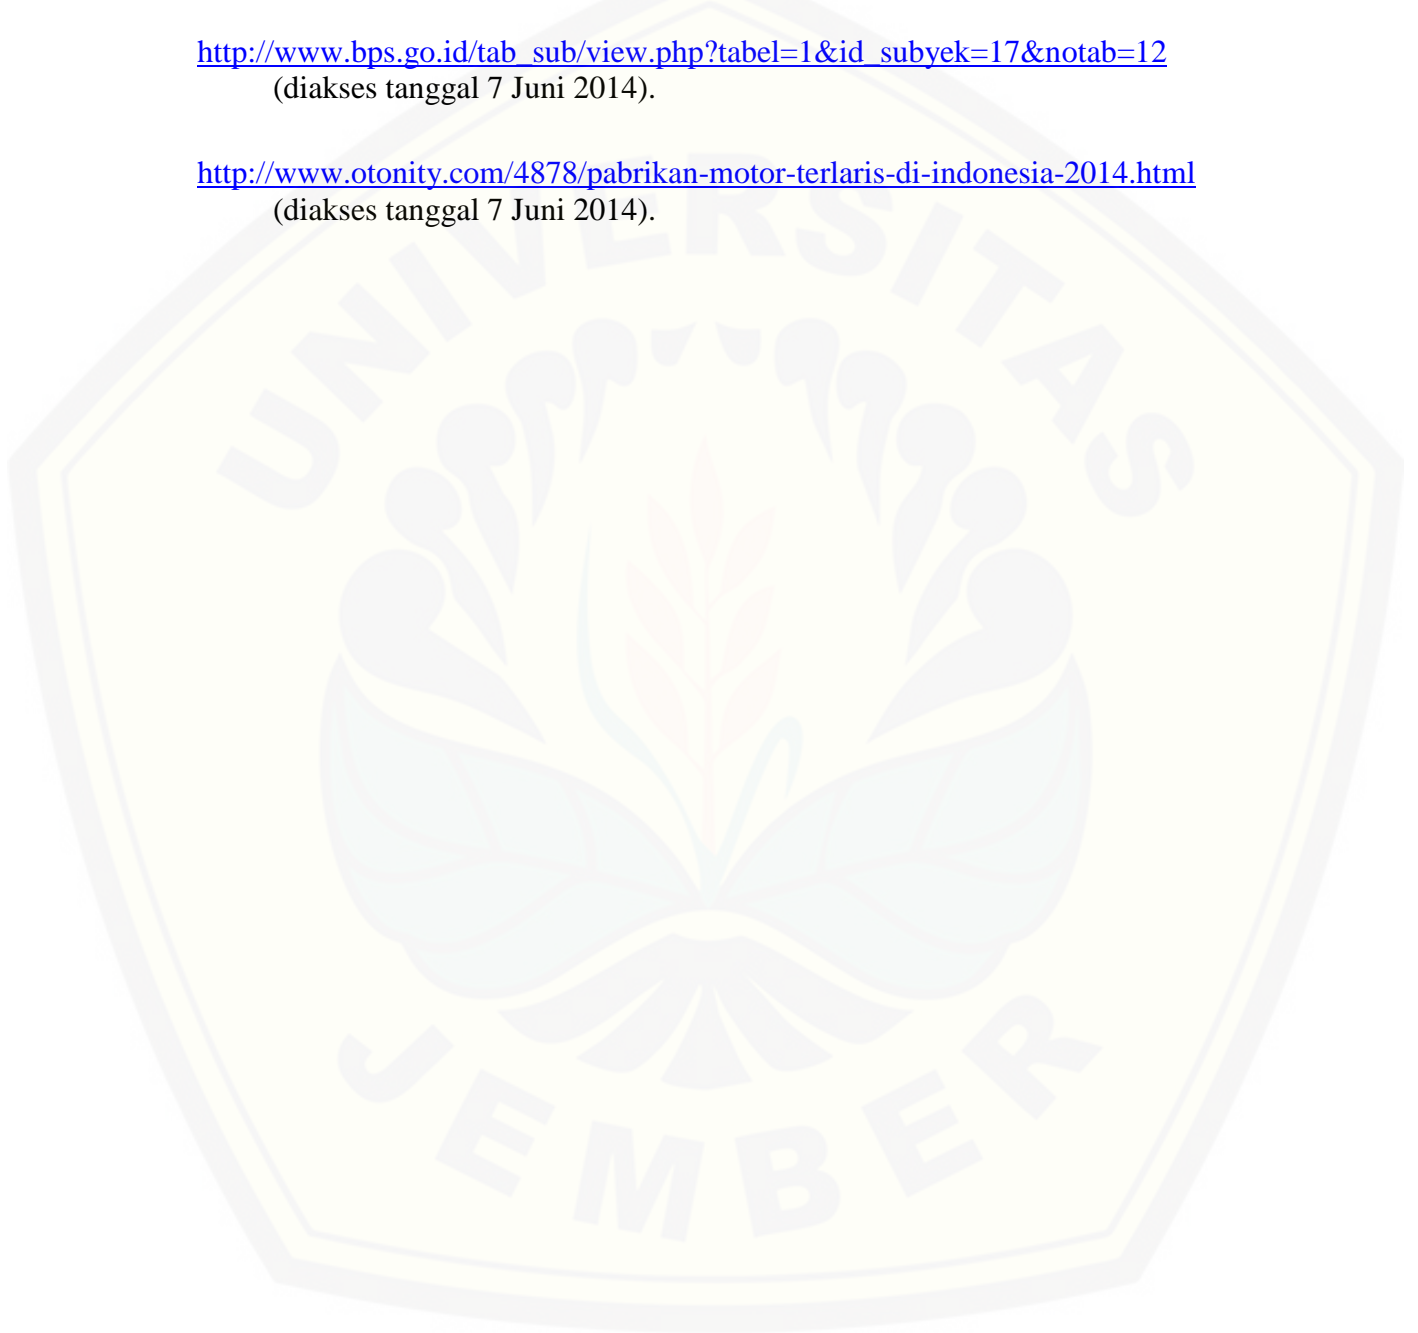 http://www.bps.go.id/tab_sub/view.php?tabel=1&id_subyek=17&notab=12
(diakses tanggal 7 Juni 2014).
http://www.otonity.com/4878/pabrikan-motor-terlaris-di-indonesia-2014.html
(diakses tanggal 7 Juni 2014).
UNIVERSITAS
JEMBER